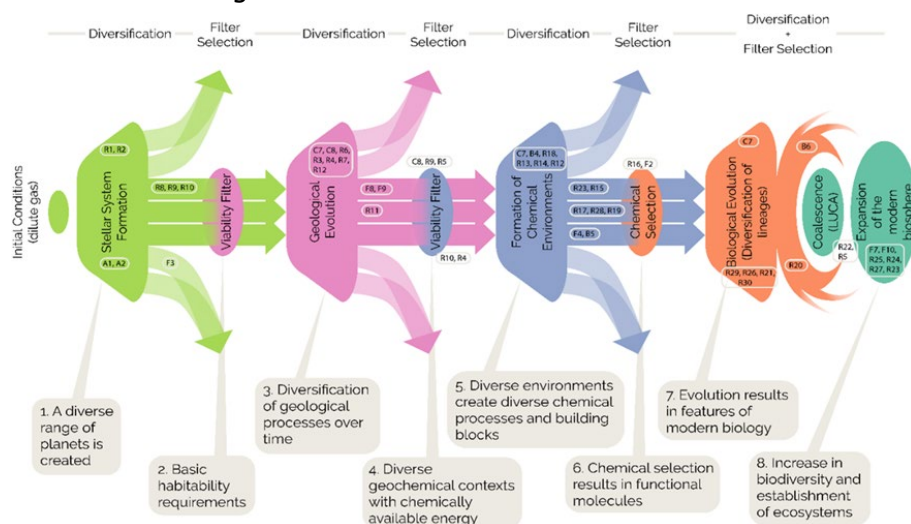 Diversification
Filter
Selection
Diversification
Filter
Selection
Diversification
Filter
Selection
Diversification
+
Filter Selection
Initial Conditions
(dilute gas)
R1, R2
Stellar System
Formation
A1, A2
R8, R9, R10
F3
Viability Filter
C7, C8, R6,
R3, R4, R7,
R12
Geological
Evolution
F8, F9
R11
C8, R9, R5
Viability Filter
R10, R4
C7, B4, R18,
R13, R14, R12
Formation of
Chemical
Environments
R23, R15
R17, R28, R19
F4, B5
R16, F2
Chemical
Selection
C7
Biological Evolution
(Diversification of
lineages)
R29, R26, R21,
R30
B6
R20
Coalescence
(LUCA)
R22,
R5
Expansion
of the
modern
biosphere
F7, F10,
R25, R24,
R27, R23
1. A diverse
range of
planets is
created
2. Basic
habitability
requirements
3. Diversification
of geological
processes over
time
4. Diverse
geochemical contexts
with chemically
available energy
5. Diverse environments
create diverse chemical
processes and building
blocks
6. Chemical selection
results in functional
molecules
7. Evolution results
in features of
modern biology
8. Increase in
biodiversity and
establishment
of ecosystems